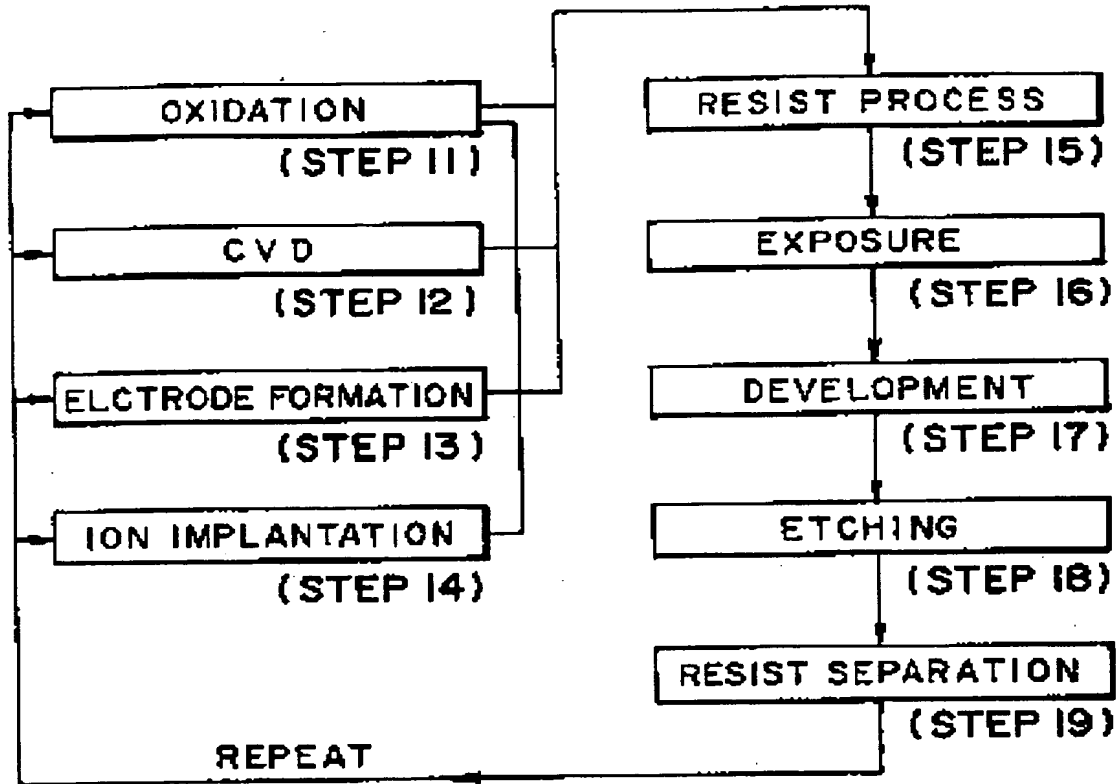 OXIDATION
(STEP 11)
CVD
(STEP 12)
ELCTRODE FORMATION
(STEP 13)
ION IMPLANTATION
(STEP 14)
RESIST PROCESS
(STEP 15)
EXPOSURE
(STEP 16)
DEVELOPMENT
(STEP 17)
ETCHING
(STEP 18)
RESIST SEPARATION
(STEP 19)
REPEAT